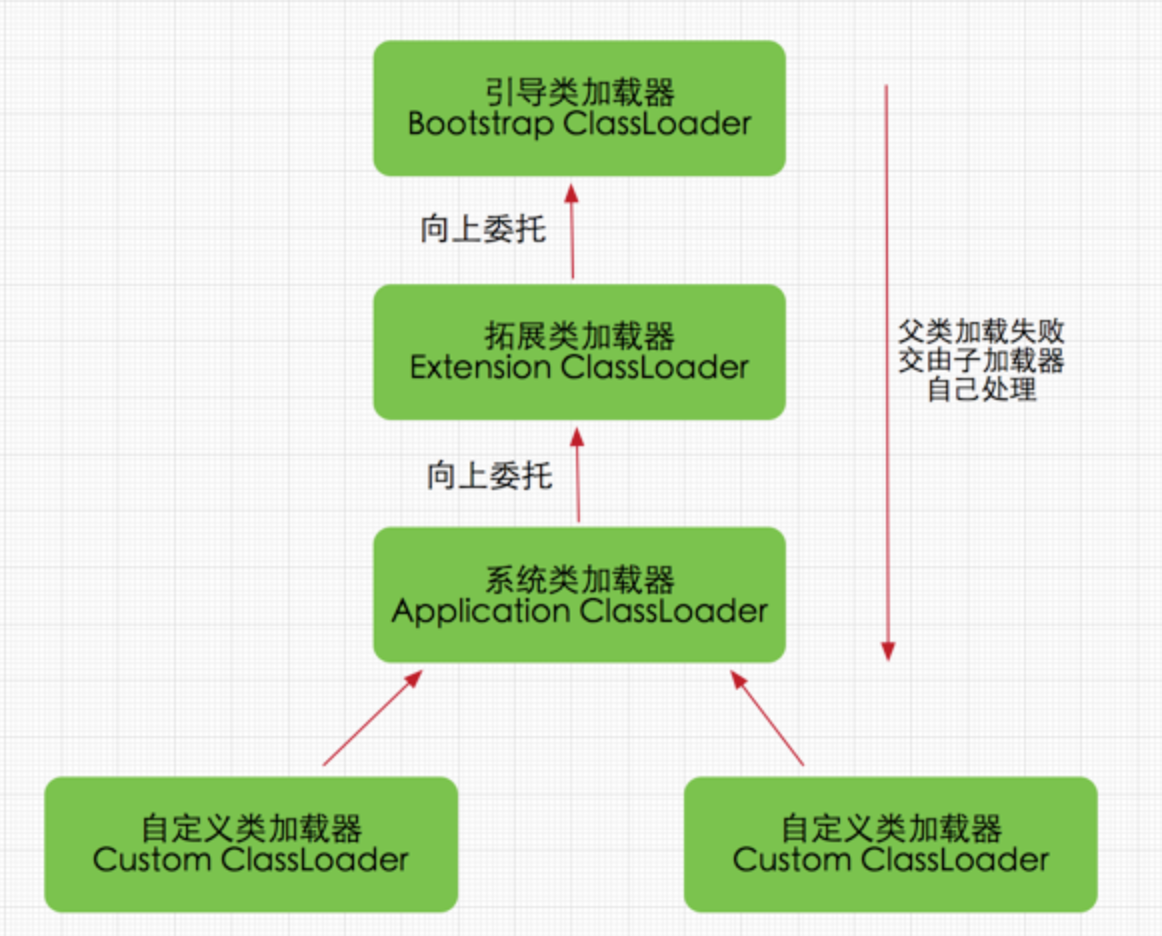 引导类加载器
Bootstrap ClassLoader
向上委托
拓展类加载器
Extension ClassLoader
父类加载失败
交由子加载器
自己处理
向上委托
系统类加载器
Application ClassLoader
自定义类加载器
Custom ClassLoader
自定义类加载器
Custom ClassLoader